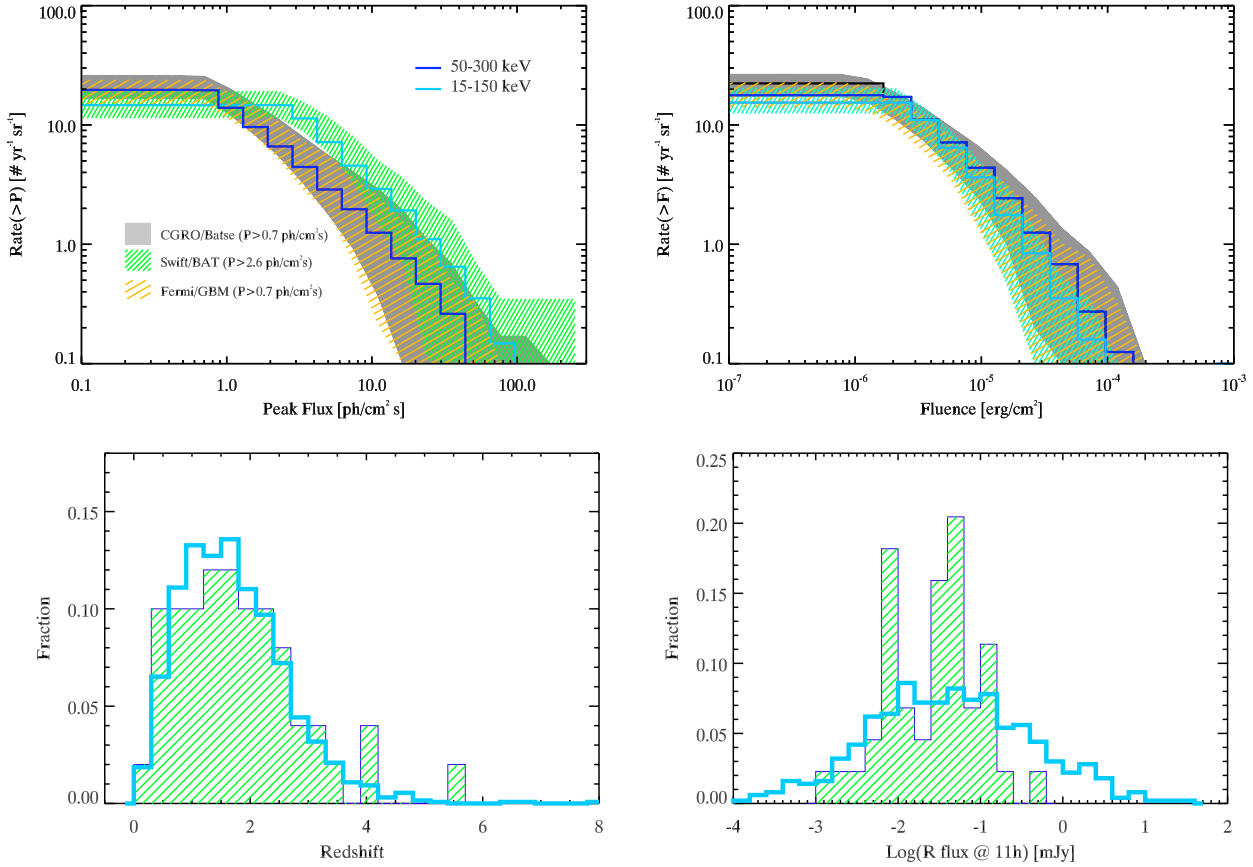 100.0
10.0
1.0
0.1
Rate(>P) [# yr⁻¹ sr⁻¹]
50-300 keV
15-150 keV
CGRO/Batse (P>0.7 ph/cm²s)
Swift/BAT (P>2.6 ph/cm²s)
Fermi/GBM (P>0.7 ph/cm²s)
0.1 1.0 10.0 100.0
Peak Flux [ph/cm² s]
100.0
10.0
1.0
0.1
Rate(>F) [# yr⁻¹ sr⁻¹]
10⁻⁷ 10⁻⁶ 10⁻⁵ 10⁻⁴ 10⁻³
Fluence [erg/cm²]
0.15
0.10
0.05
0.00
Fraction
0 2 4 6 8
Redshift
0.25
0.20
0.15
0.10
0.05
0.00
Fraction
-4 -3 -2 -1 0 1 2
Log(R flux @ 11h) [mJy]